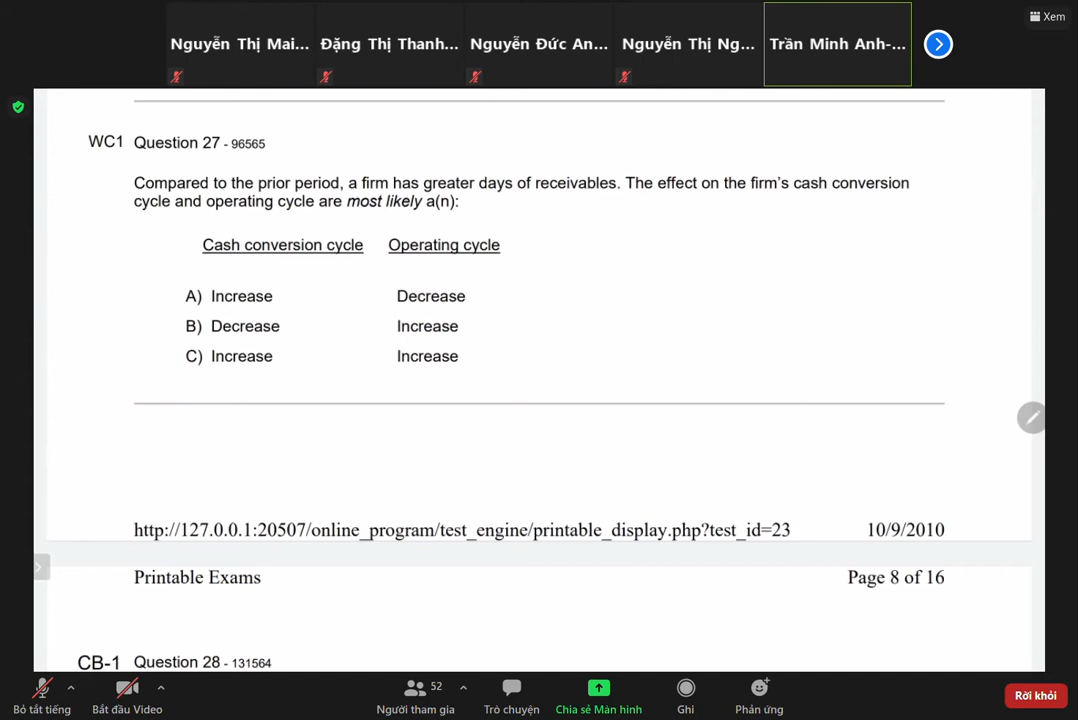 Nguyễn Thị Mai... Đặng Thị Thanh... Nguyễn Đức An... Nguyễn Thị Ng... Trần Minh Anh-...
Xem
WC1 Question 27 - 96565
Compared to the prior period, a firm has greater days of receivables. The effect on the firm's cash conversion
cycle and operating cycle are most likely a(n):
Cash conversion cycle Operating cycle
A) Increase Decrease
B) Decrease Increase
C) Increase Increase
http://127.0.0.1:20507/online_program/test_engine/printable_display.php?test_id=23 10/9/2010
Printable Exams Page 8 of 16
CB-1 Question 28 - 131564
52
Bỏ tắt tiếng Bắt đầu Video Người tham gia Trò chuyện Chia sẻ Màn hình Ghi Phản ứng Rời khỏi